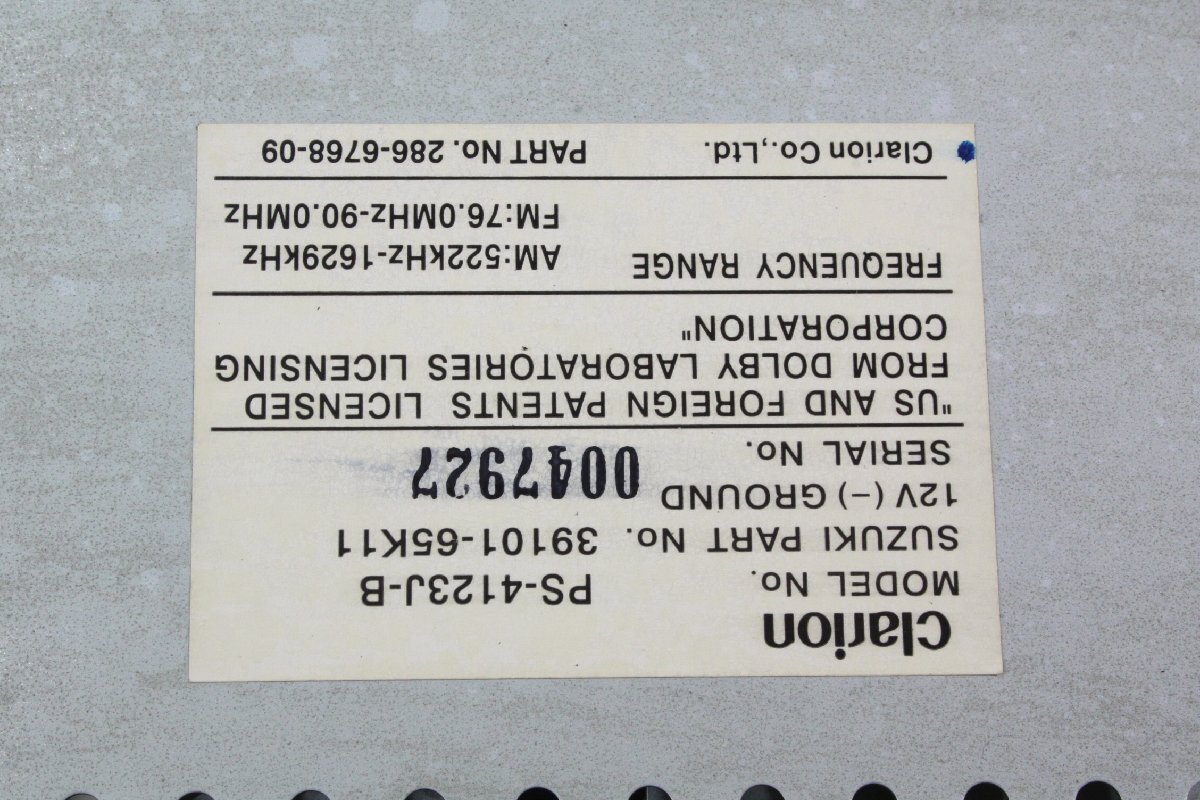 Clarion
MODEL No. PS-4123J-B
SUZUKI PART No. 39101-65K11
12V (−) GROUND
SERIAL No. 0047927
"US AND FOREIGN PATENTS LICENSED
FROM DOLBY LABORATORIES LICENSING
CORPORATION"
FREQUENCY RANGE AM:522kHz-1629kHz
FM:76.0MHz-90.0MHz
Clarion Co.,Ltd. PART No. 286-6768-09